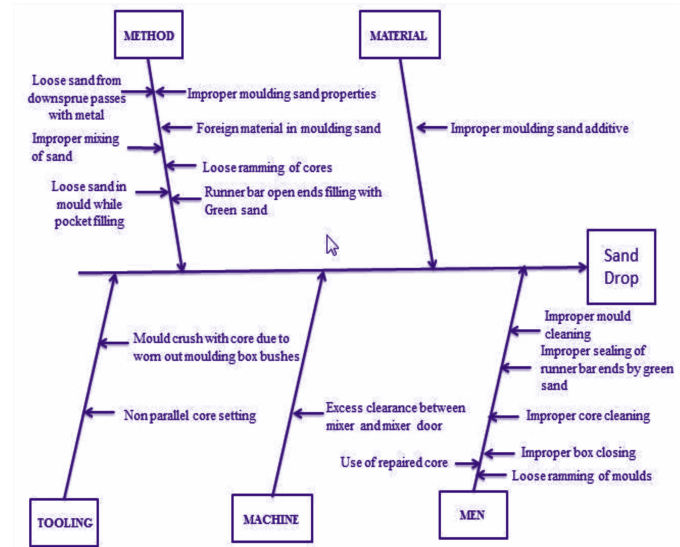 METHOD
MATERIAL
Loose sand from
downsprue passes
with metal
Improper moulding sand properties
Foreign material in moulding sand
Improper moulding sand additive
Improper mixing
of sand
Loose ramming of cores
Loose sand in
mould while
pocket filling
Runner bar open ends filling with
Green sand
Sand
Drop
Mould crush with core due to
worn out moulding box bushes
Non parallel core setting
Excess clearance between
mixer and mixer door
Improper mould
cleaning
Improper sealing of
runner bar ends by green
sand
Improper core cleaning
Improper box closing
Use of repaired core
Loose ramming of moulds
TOOLING
MACHINE
MEN